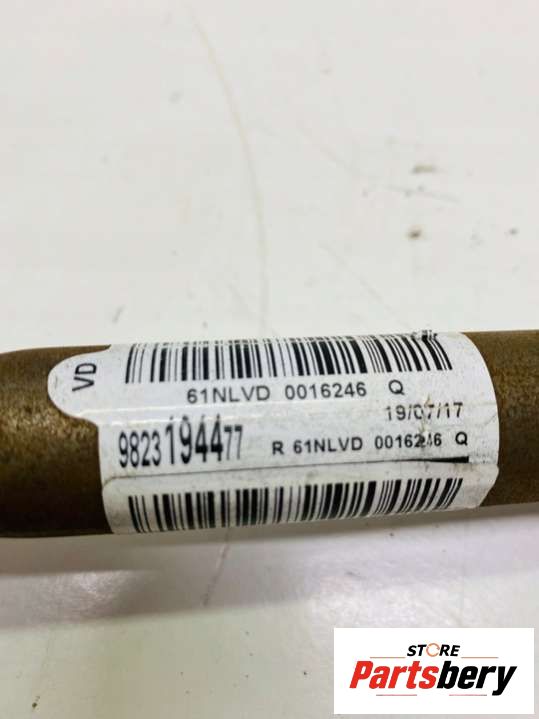 VD
61NLVD 0016246 Q
19/07/17
9823194477
R 61NLVD 0016246 Q
STORE
Partsbery